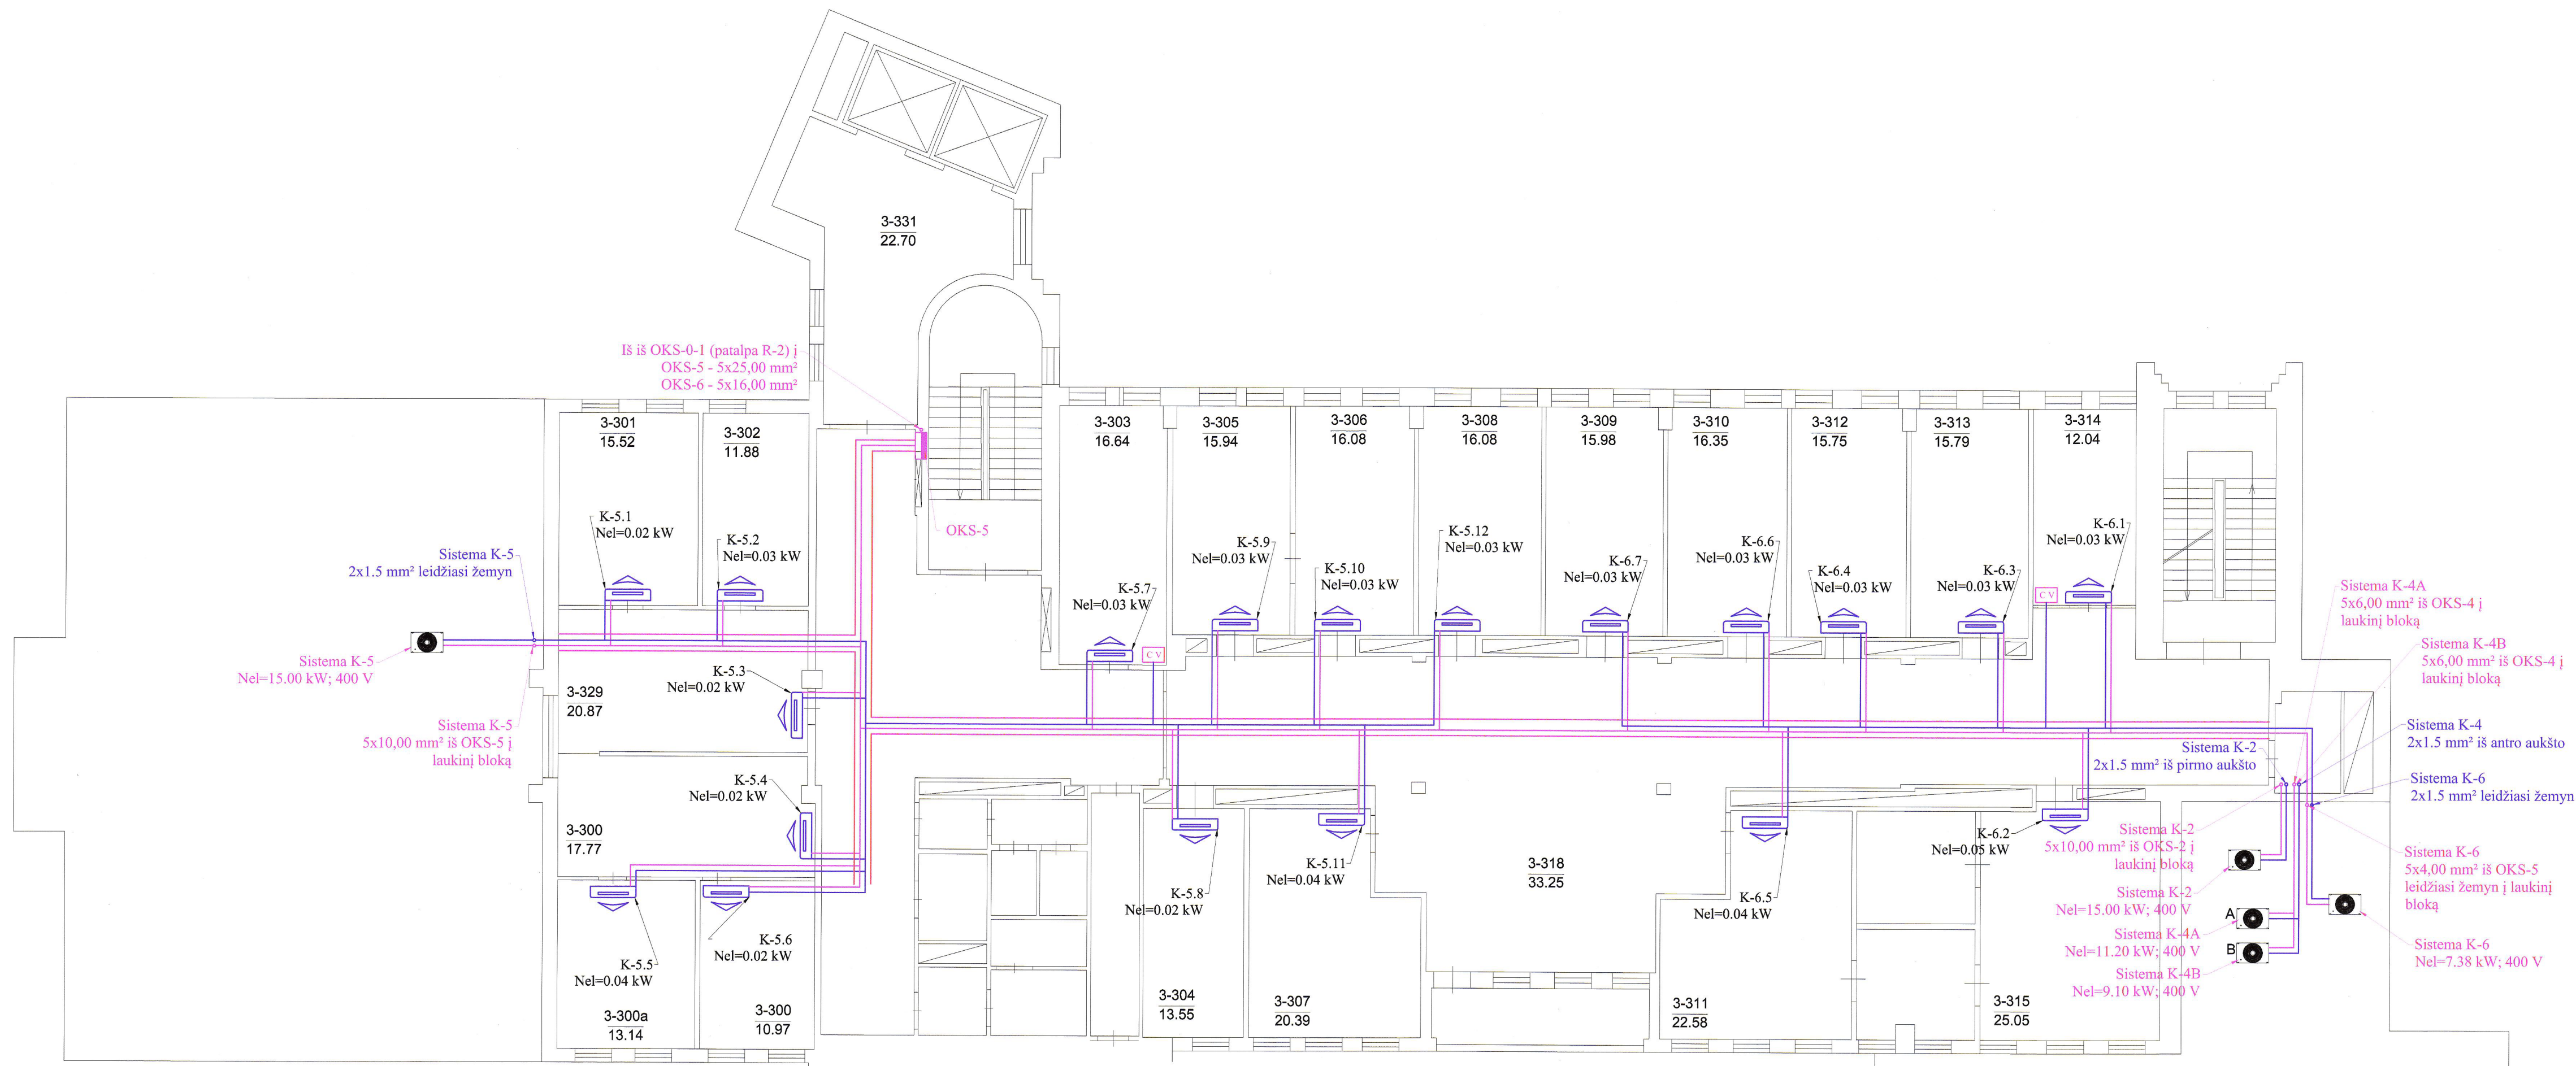 3-331
22.70
Iš iš OKS-0-1 (patalpa R-2) į
OKS-5 - 5x25,00 mm²
OKS-6 - 5x16,00 mm²
OKS-5
3-301
15.52
3-302
11.88
3-303
16.64
3-305
15.94
3-306
16.08
3-308
16.08
3-309
15.98
3-310
16.35
3-312
15.75
3-313
15.79
3-314
12.04
K-5.1
Nel=0.02 kW
K-5.2
Nel=0.03 kW
K-5.7
Nel=0.03 kW
K-5.9
Nel=0.03 kW
K-5.10
Nel=0.03 kW
K-5.12
Nel=0.03 kW
K-6.7
Nel=0.03 kW
K-6.6
Nel=0.03 kW
K-6.4
Nel=0.03 kW
K-6.3
Nel=0.03 kW
K-6.1
Nel=0.03 kW
C V
C V
Sistema K-5
2x1.5 mm² leidžiasi žemyn
Sistema K-5
Nel=15.00 kW; 400 V
Sistema K-5
5x10,00 mm² iš OKS-5 į
laukinį bloką
K-5.3
Nel=0.02 kW
3-329
20.87
K-5.4
Nel=0.02 kW
3-300
17.77
K-5.5
Nel=0.04 kW
K-5.6
Nel=0.02 kW
3-300a
13.14
3-300
10.97
K-5.8
Nel=0.02 kW
3-304
13.55
K-5.11
Nel=0.04 kW
3-307
20.39
3-318
33.25
K-6.5
Nel=0.04 kW
3-311
22.58
K-6.2
Nel=0.05 kW
3-315
25.05
Sistema K-4A
5x6,00 mm² iš OKS-4 į
laukinį bloką
Sistema K-4B
5x6,00 mm² iš OKS-4 į
laukinį bloką
Sistema K-4
2x1.5 mm² iš antro aukšto
Sistema K-2
2x1.5 mm² iš pirmo aukšto
Sistema K-6
2x1.5 mm² leidžiasi žemyn
Sistema K-2
5x10,00 mm² iš OKS-2 į
laukinį bloką
Sistema K-6
5x4,00 mm² iš OKS-5
leidžiasi žemyn į laukinį
bloką
Sistema K-2
Nel=15.00 kW; 400 V
A
Sistema K-4A
Nel=11.20 kW; 400 V
B
Sistema K-4B
Nel=9.10 kW; 400 V
Sistema K-6
Nel=7.38 kW; 400 V